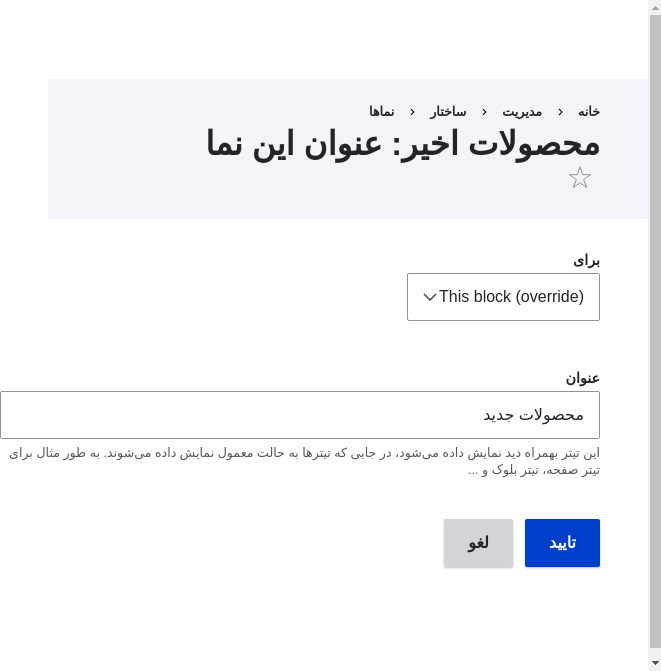 خانه › مدیریت › ساختار › نماها
محصولات اخیر: عنوان این نما
برای
This block (override)
عنوان
محصولات جدید
این تیتر بهمراه دید نمایش داده می‌شود، در جایی که تیترها به حالت معمول نمایش داده می‌شوند. به طور مثال برای
تیتر صفحه، تیتر بلوک و ...
تایید لغو